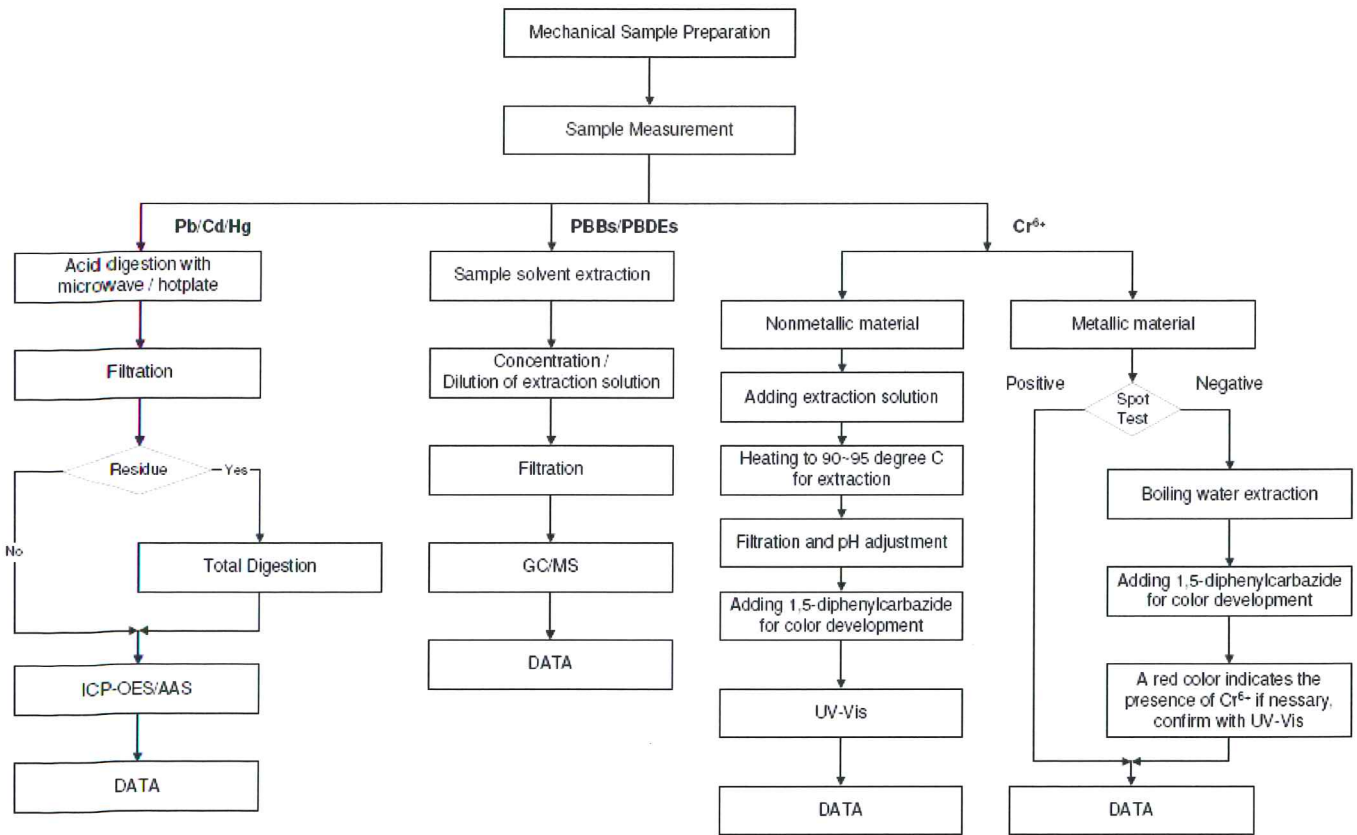 Mechanical Sample Preparation
Sample Measurement
Pb/Cd/Hg
Acid digestion with
microwave / hotplate
Filtration
Residue
Yes
No
Total Digestion
ICP-OES/AAS
DATA
PBBs/PBDEs
Sample solvent extraction
Concentration /
Dilution of extraction solution
Filtration
GC/MS
DATA
Cr⁶⁺
Nonmetallic material
Adding extraction solution
Heating to 90~95 degree C
for extraction
Filtration and pH adjustment
Adding 1,5-diphenylcarbazide
for color development
UV-Vis
DATA
Metallic material
Positive
Negative
Spot
Test
Boiling water extraction
Adding 1,5-diphenylcarbazide
for color development
A red color indicates the
presence of Cr⁶⁺ if nessary,
confirm with UV-Vis
DATA